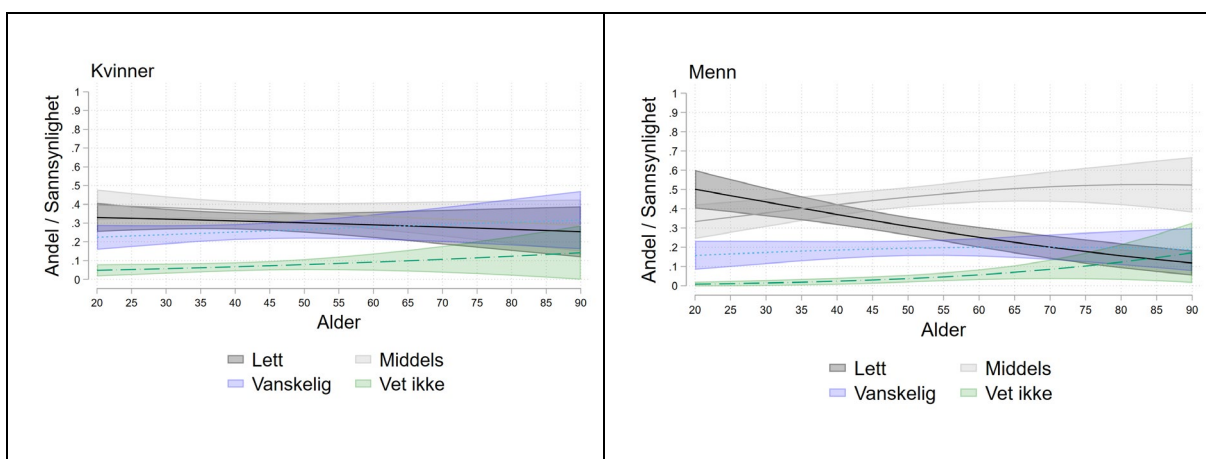 Kvinner
Andel / Sannsynlighet
1
.9
.8
.7
.6
.5
.4
.3
.2
.1
0
20 25 30 35 40 45 50 55 60 65 70 75 80 85 90
Alder
Lett Middels
Vanskelig Vet ikke
Menn
Andel / Sannsynlighet
1
.9
.8
.7
.6
.5
.4
.3
.2
.1
0
20 25 30 35 40 45 50 55 60 65 70 75 80 85 90
Alder
Lett Middels
Vanskelig Vet ikke